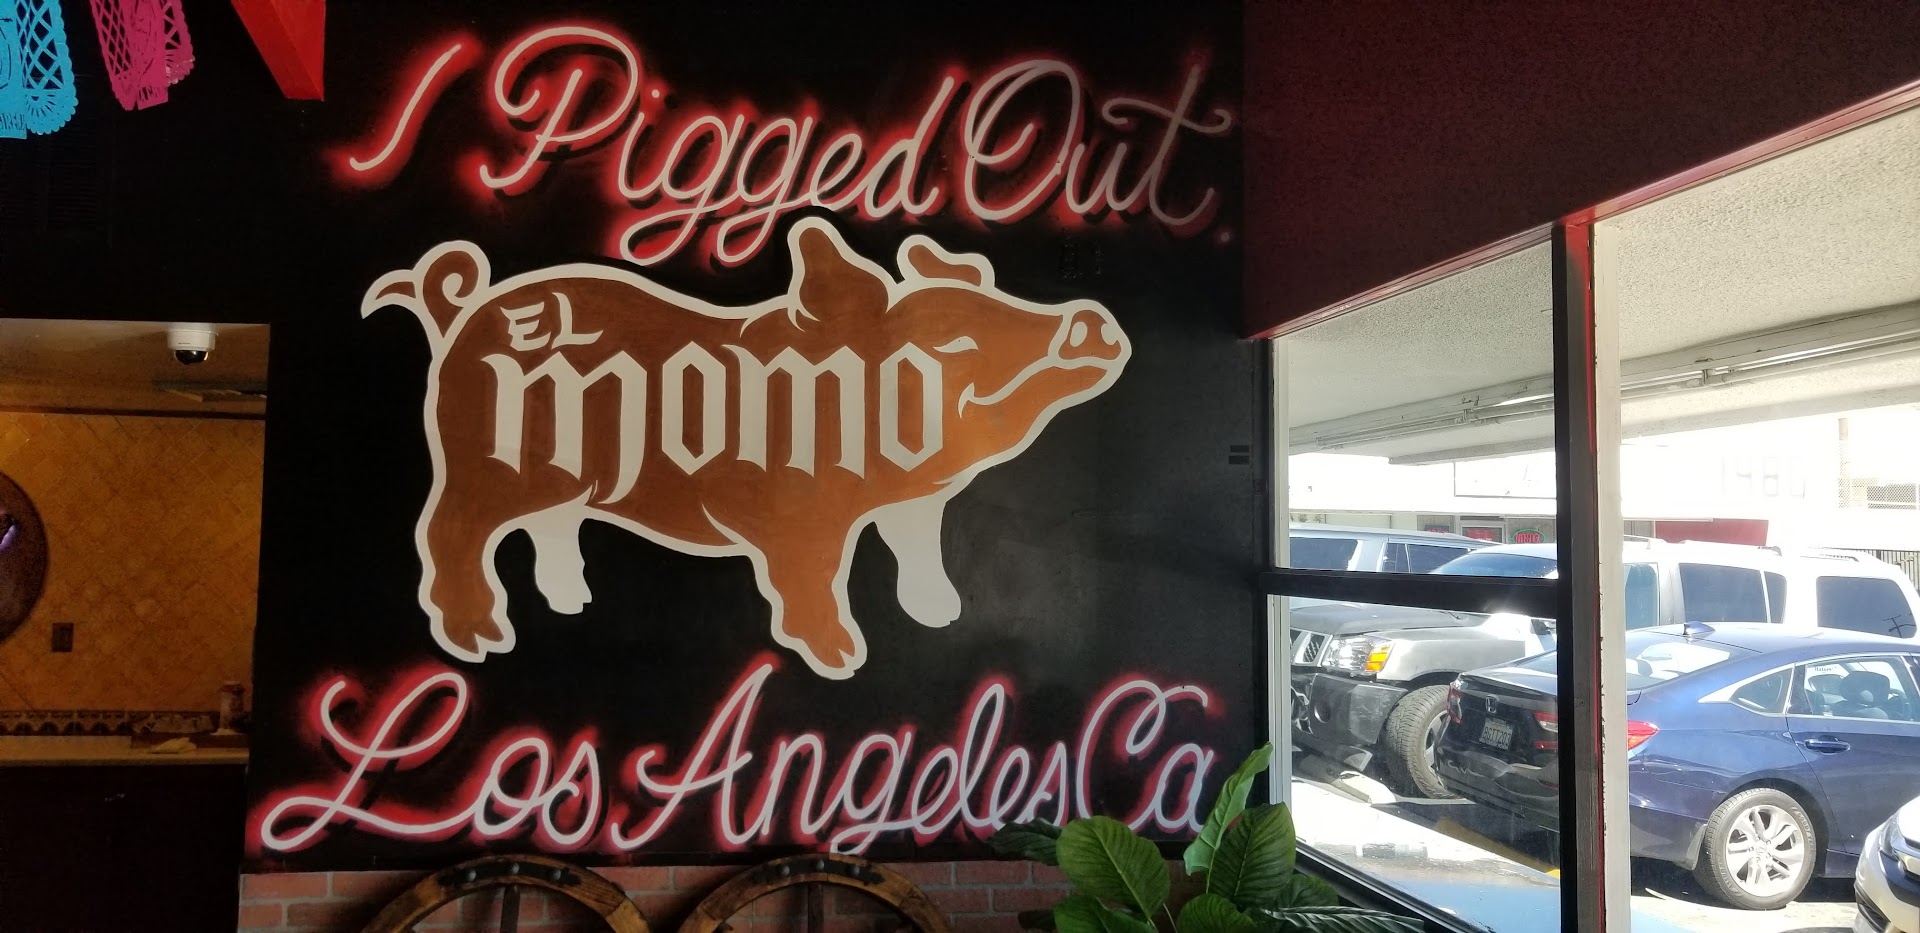 I Pigged Out.
EL
momo
Los Angeles Ca